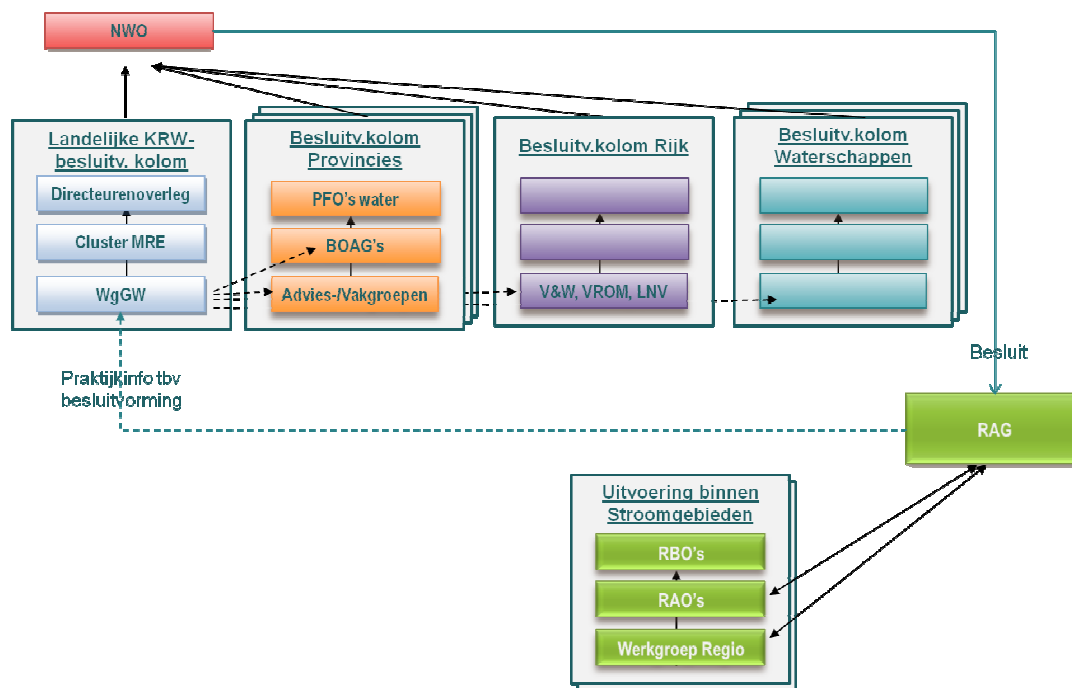 NWO
Landelijke KRW-
besluitv. kolom
Directeurenoverleg
Cluster MRE
WgGW
Besluitv.kolom
Provincies
PFO's water
BOAG's
Advies-/Vakgroepen
Besluitv.kolom Rijk
V&W, VROM, LNV
Besluitv.kolom
Waterschappen
Besluit
Praktijkinfo tbv
besluitvorming
RAG
Uitvoering binnen
Stroomgebieden
RBO's
RAO's
Werkgroep Regio